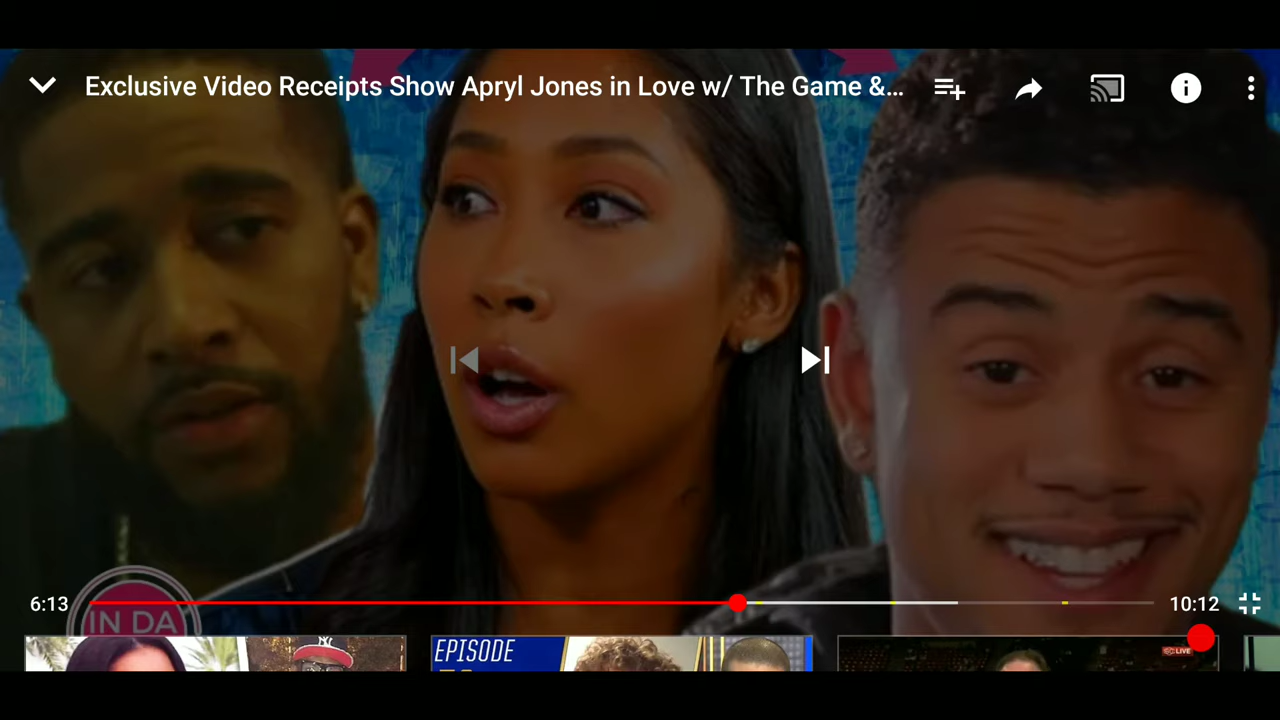 Exclusive Video Receipts Show Apryl Jones in Love w/ The Game &...
6:13
10:12
IN DA
EPISODE
LIVE